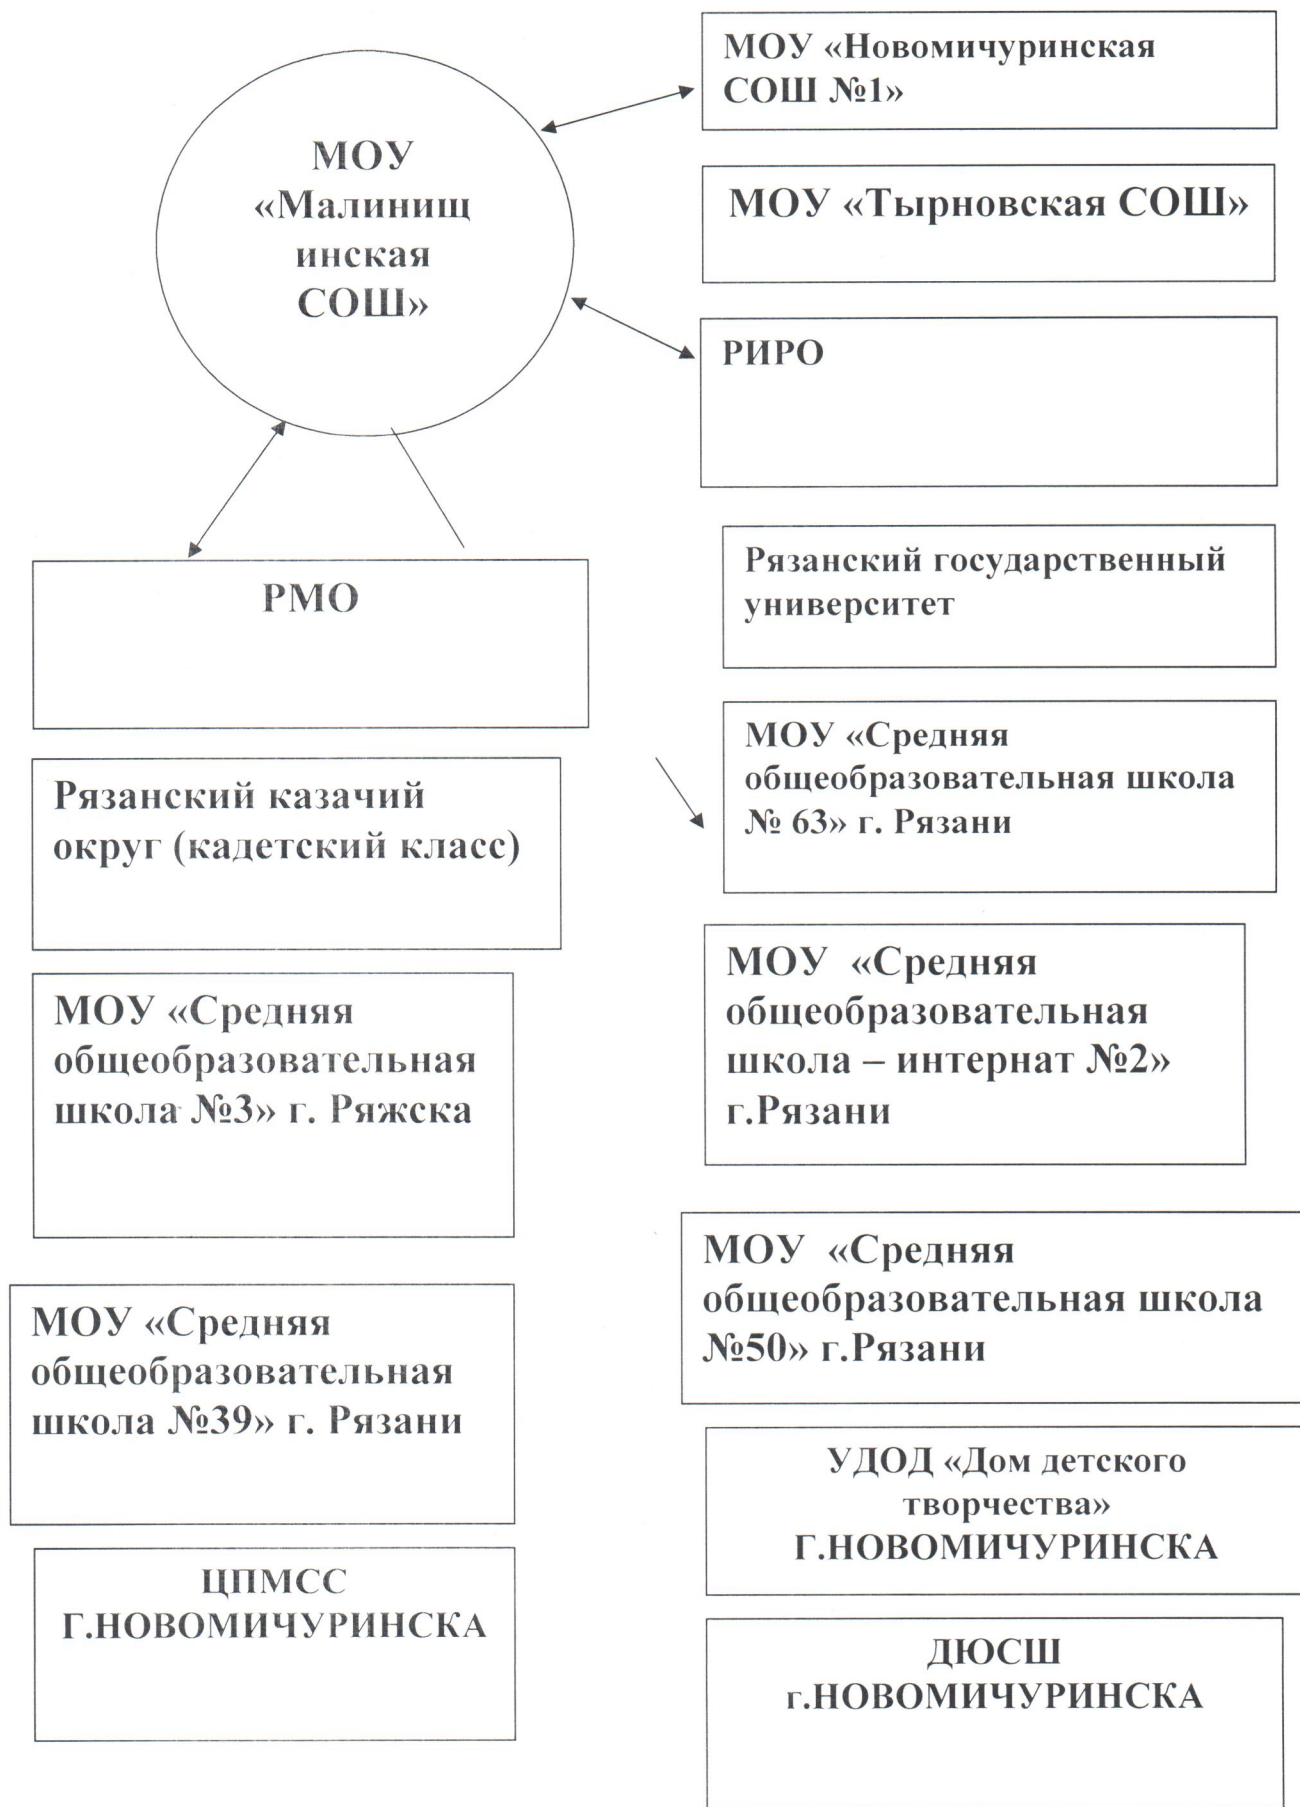 МОУ
«Малинищ
инская
СОШ»
МОУ «Новомичуринская
СОШ №1»
МОУ «Тырновская СОШ»
РИРО
РМО
Рязанский государственный
университет
МОУ «Средняя
общеобразовательная школа
№ 63» г. Рязани
Рязанский казачий
округ (кадетский класс)
МОУ «Средняя
общеобразовательная
школа – интернат №2»
г.Рязани
МОУ «Средняя
общеобразовательная
школа №3» г. Ряжска
МОУ «Средняя
общеобразовательная школа
№50» г.Рязани
МОУ «Средняя
общеобразовательная
школа №39» г. Рязани
УДОД «Дом детского
творчества»
Г.НОВОМИЧУРИНСКА
ЦПМСС
Г.НОВОМИЧУРИНСКА
ДЮСШ
г.НОВОМИЧУРИНСКА